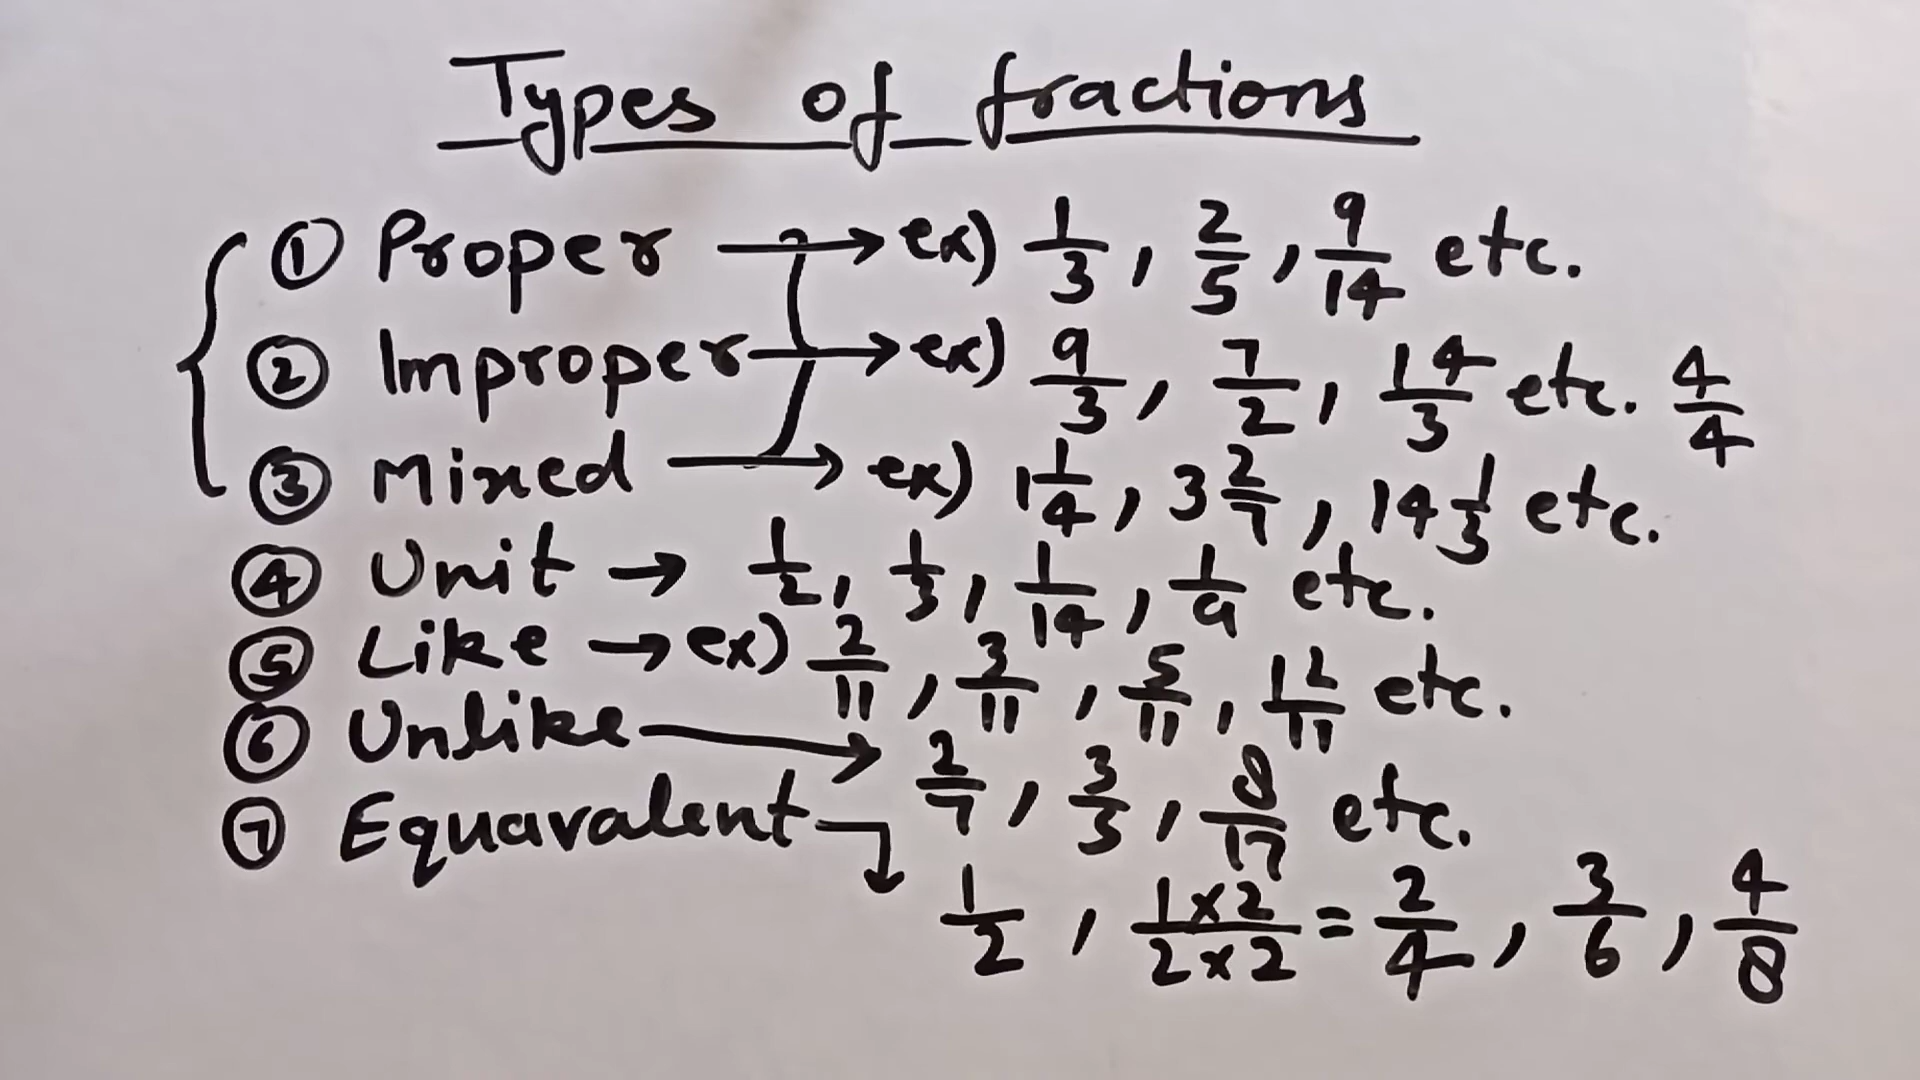 Types of fractions
① Proper → ex) 1/3, 2/5, 9/14 etc.
② Improper → ex) 9/3, 7/2, 14/3 etc. 4/4
③ Mixed → ex) 1 1/4, 3 2/7, 14 1/3 etc.
④ Unit → 1/2, 1/3, 1/14, 1/9 etc.
⑤ Like → ex) 2/11, 3/11, 5/11, 12/11 etc.
⑥ Unlike → 2/7, 3/5, 8/17 etc.
⑦ Equavalent
1/2, 1×2/2×2 = 2/4, 3/6, 4/8